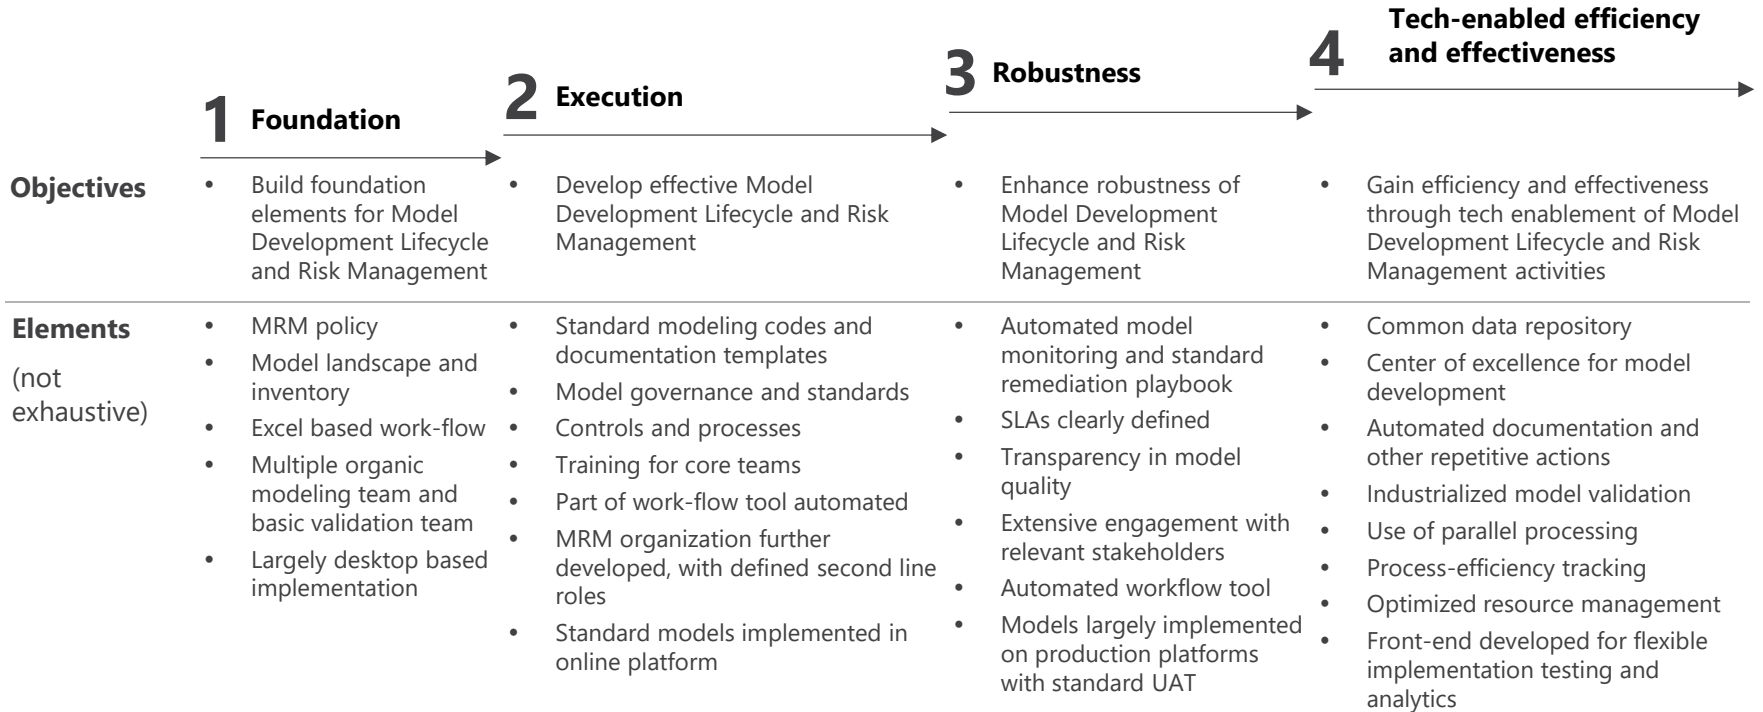 1 Foundation
2 Execution
3 Robustness
4 Tech-enabled efficiency
and effectiveness
Objectives
• Build foundation
elements for Model
Development Lifecycle
and Risk Management
• Develop effective Model
Development Lifecycle and Risk
Management
• Enhance robustness of
Model Development
Lifecycle and Risk
Management
• Gain efficiency and effectiveness
through tech enablement of Model
Development Lifecycle and Risk
Management activities
Elements
(not
exhaustive)
• MRM policy
• Model landscape and
inventory
• Excel based work-flow
• Multiple organic
modeling team and
basic validation team
• Largely desktop based
implementation
• Standard modeling codes and
documentation templates
• Model governance and standards
• Controls and processes
• Training for core teams
• Part of work-flow tool automated
• MRM organization further
developed, with defined second line
roles
• Standard models implemented in
online platform
• Automated model
monitoring and standard
remediation playbook
• SLAs clearly defined
• Transparency in model
quality
• Extensive engagement with
relevant stakeholders
• Automated workflow tool
• Models largely implemented
on production platforms
with standard UAT
• Common data repository
• Center of excellence for model
development
• Automated documentation and
other repetitive actions
• Industrialized model validation
• Use of parallel processing
• Process-efficiency tracking
• Optimized resource management
• Front-end developed for flexible
implementation testing and
analytics